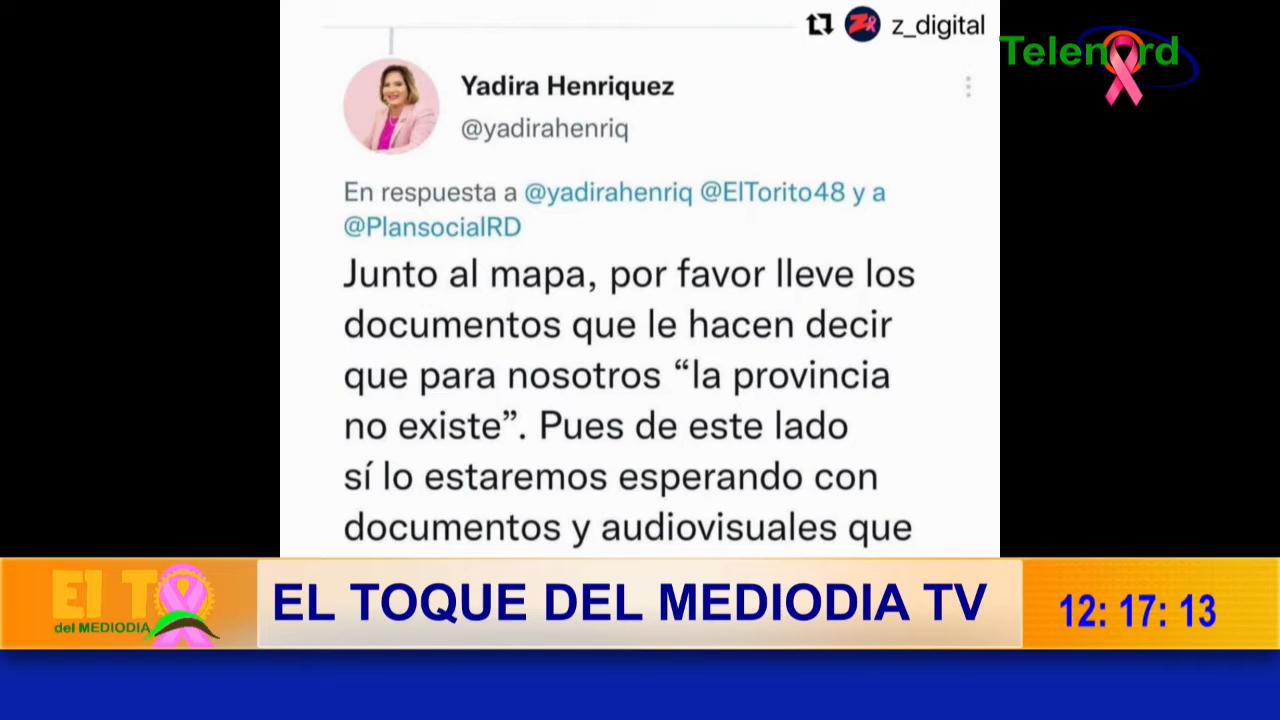 z_digital
Telen rd
Yadira Henriquez
@yadirahenriq
En respuesta a @yadirahenriq @ElTorito48 y a
@PlansocialRD
Junto al mapa, por favor lleve los
documentos que le hacen decir
que para nosotros “la provincia
no existe”. Pues de este lado
sí lo estaremos esperando con
documentos y audiovisuales que
El T
del MEDIODIA
EL TOQUE DEL MEDIODIA TV
12: 17: 13